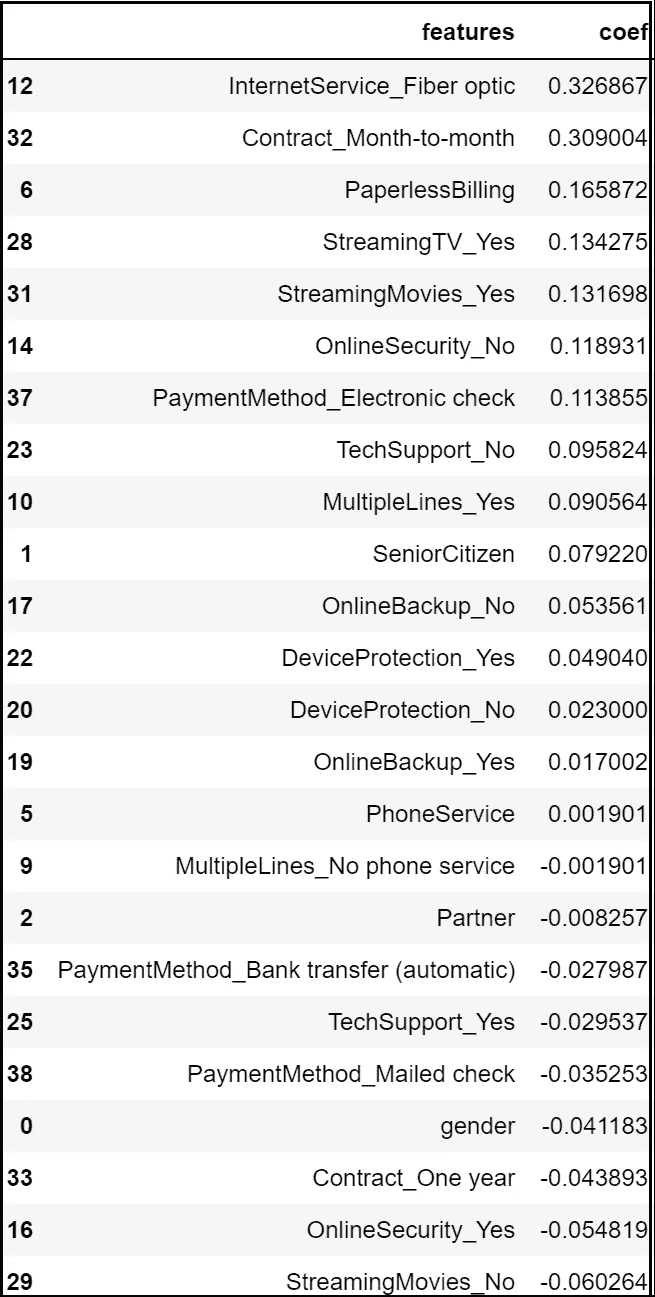 features coef
12 InternetService_Fiber optic 0.326867
32 Contract_Month-to-month 0.309004
6 PaperlessBilling 0.165872
28 StreamingTV_Yes 0.134275
31 StreamingMovies_Yes 0.131698
14 OnlineSecurity_No 0.118931
37 PaymentMethod_Electronic check 0.113855
23 TechSupport_No 0.095824
10 MultipleLines_Yes 0.090564
1 SeniorCitizen 0.079220
17 OnlineBackup_No 0.053561
22 DeviceProtection_Yes 0.049040
20 DeviceProtection_No 0.023000
19 OnlineBackup_Yes 0.017002
5 PhoneService 0.001901
9 MultipleLines_No phone service -0.001901
2 Partner -0.008257
35 PaymentMethod_Bank transfer (automatic) -0.027987
25 TechSupport_Yes -0.029537
38 PaymentMethod_Mailed check -0.035253
0 gender -0.041183
33 Contract_One year -0.043893
16 OnlineSecurity_Yes -0.054819
29 StreamingMovies_No -0.060264